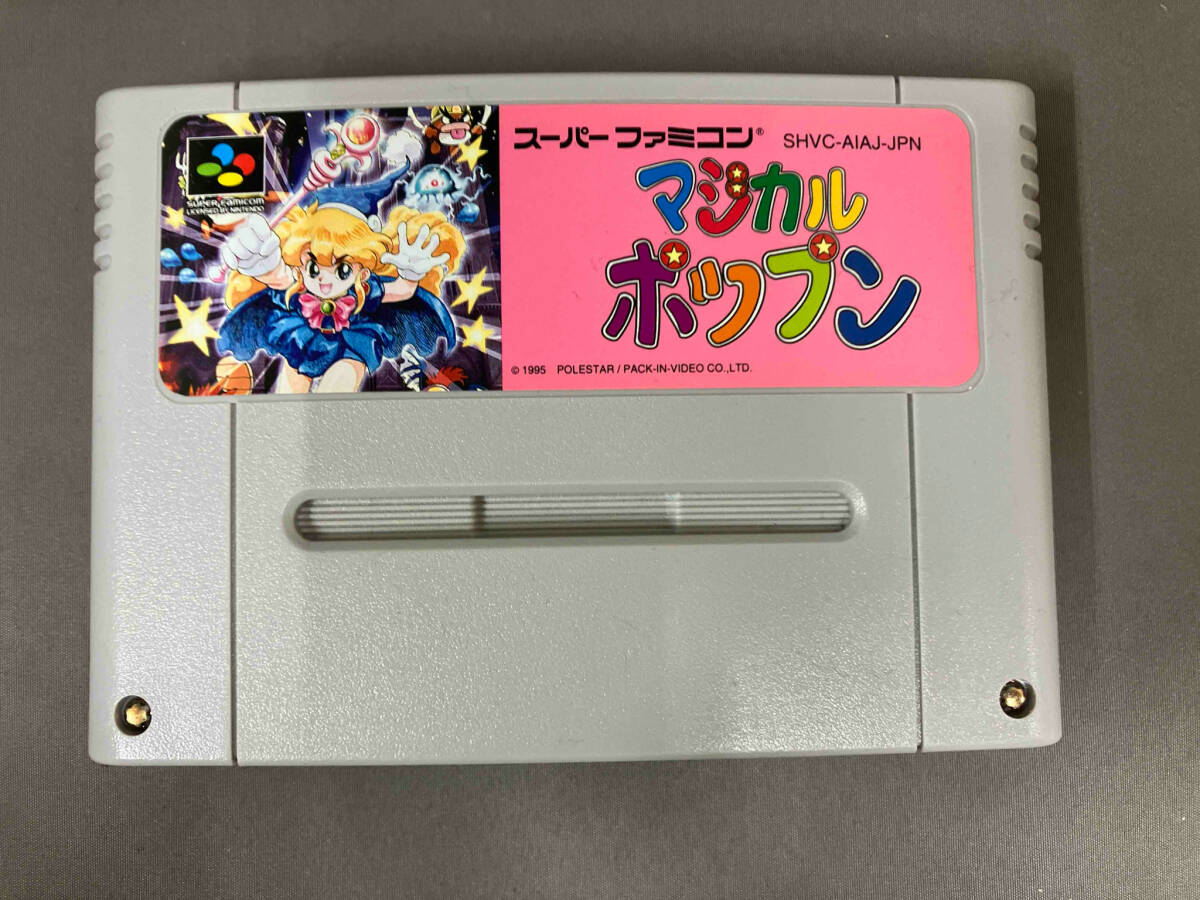 SUPER FAMICOM
LICENSED BY NINTENDO
スーパーファミコン® SHVC-AIAJ-JPN
マジカル
ポップン
© 1995 POLESTAR / PACK-IN-VIDEO CO.,LTD.